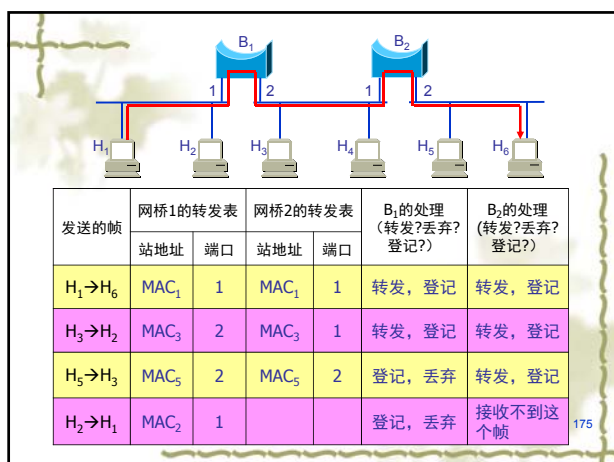 B₁ B₂
1 2 1 2
H₁ H₂ H₃ H₄ H₅ H₆
发送的帧 网桥1的转发表 网桥2的转发表 B₁的处理（转发?丢弃?登记?） B₂的处理(转发?丢弃?登记?）
站地址 端口 站地址 端口
H₁→H₆ MAC₁ 1 MAC₁ 1 转发，登记 转发，登记
H₃→H₂ MAC₃ 2 MAC₃ 1 转发，登记 转发，登记
H₅→H₃ MAC₅ 2 MAC₅ 2 登记，丢弃 转发，登记
H₂→H₁ MAC₂ 1 登记，丢弃 接收不到这个帧
175